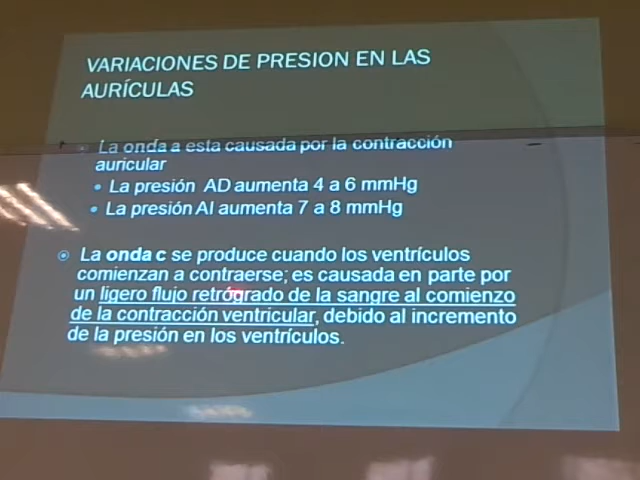 VARIACIONES DE PRESION EN LAS
AURÍCULAS
La onda a esta causada por la contracción
auricular
• La presión AD aumenta 4 a 6 mmHg
• La presión AI aumenta 7 a 8 mmHg
La onda c se produce cuando los ventrículos
comienzan a contraerse; es causada en parte por
un ligero flujo retrógrado de la sangre al comienzo
de la contracción ventricular, debido al incremento
de la presión en los ventrículos.